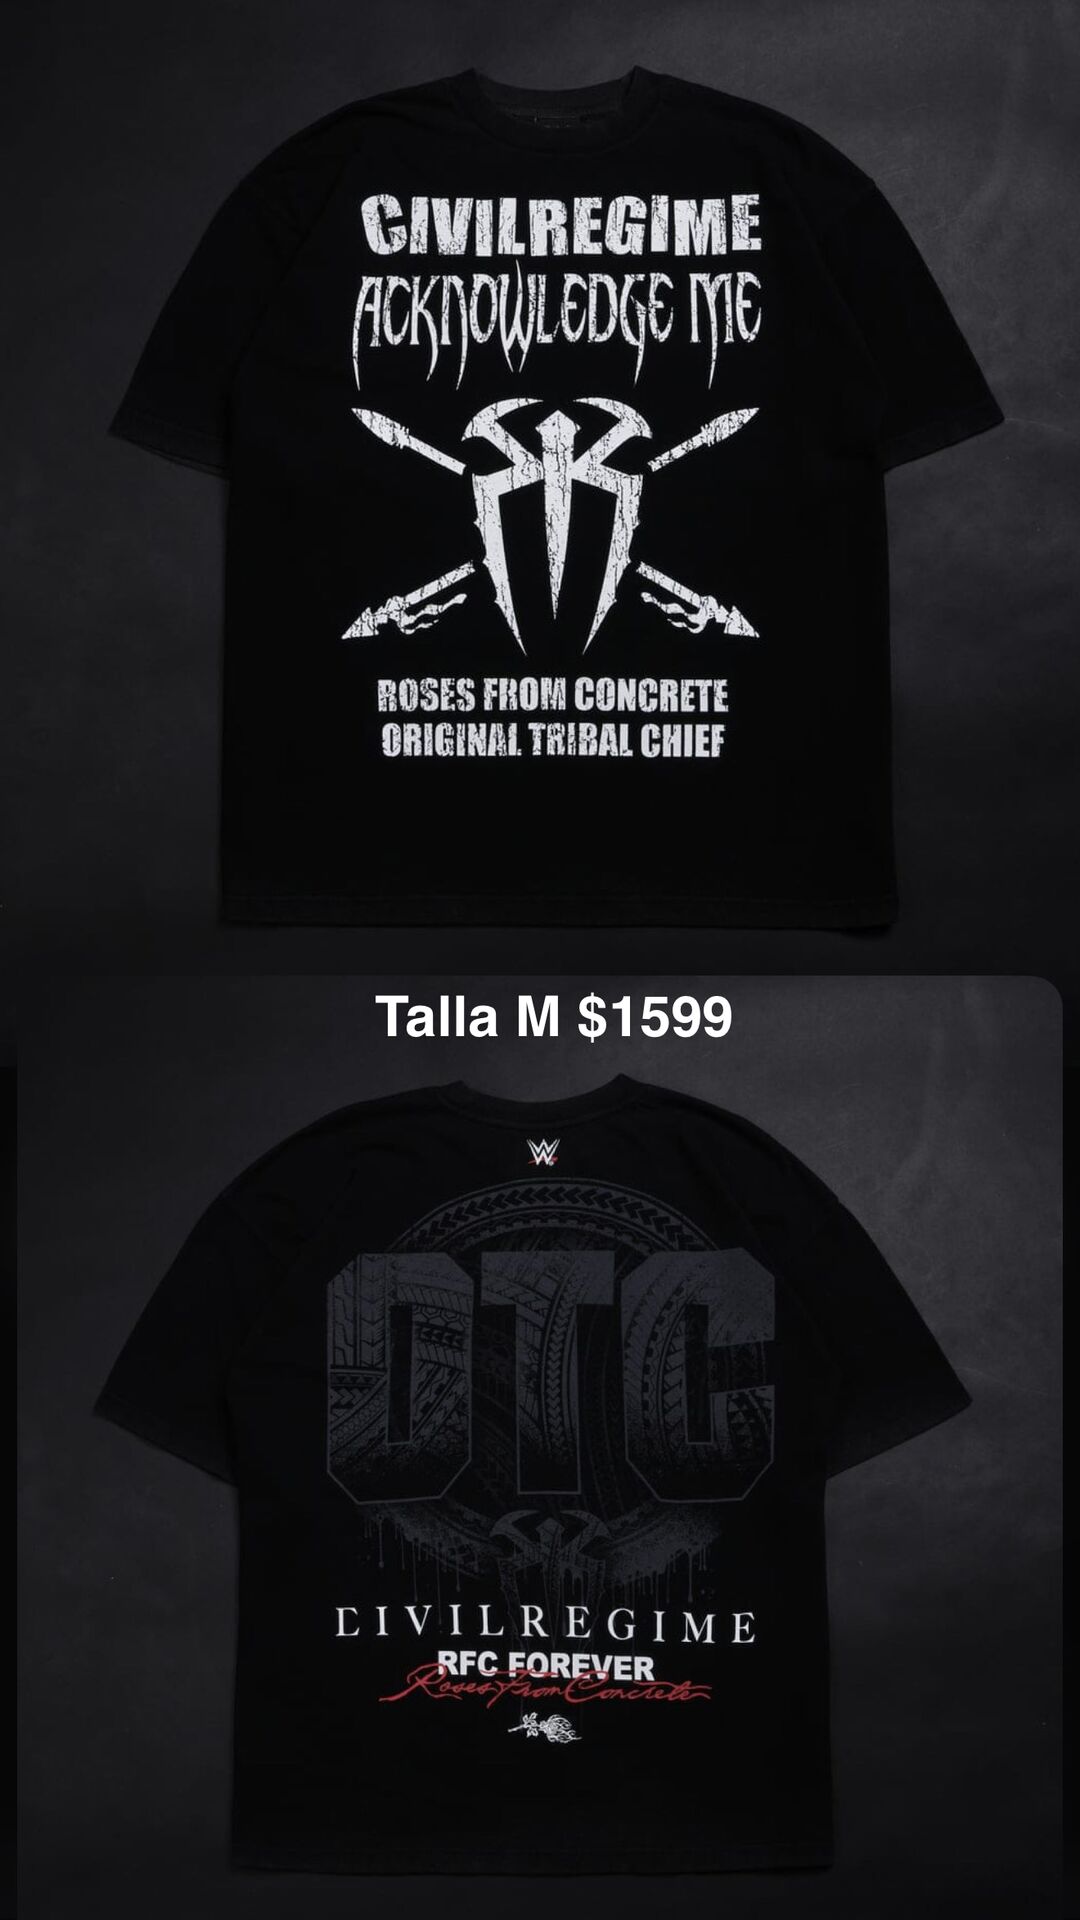 CIVILREGIME
ACKNOWLEDGE ME
ROSES FROM CONCRETE
ORIGINAL TRIBAL CHIEF
Talla M $1599
W
OTC
CIVILREGIME
RFC FOREVER
Roses From Concrete